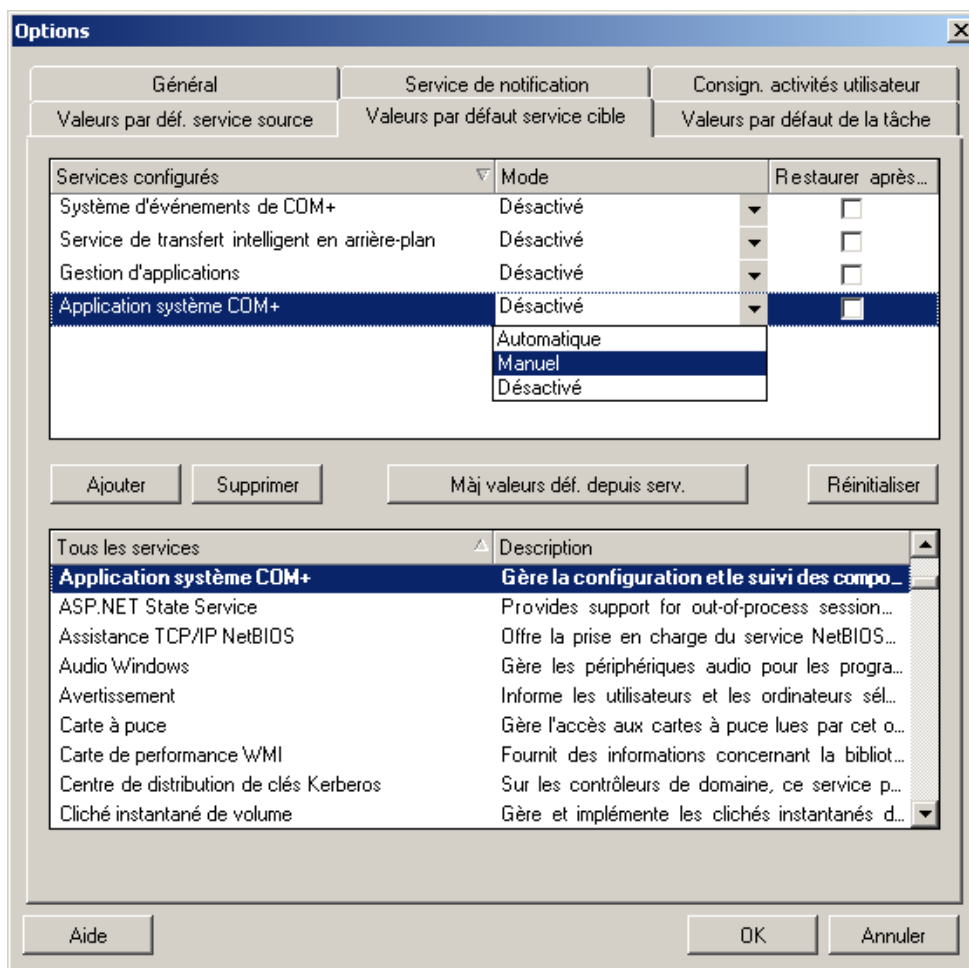 Options
Général Service de notification Consign. activités utilisateur
Valeurs par déf. service source Valeurs par défaut service cible Valeurs par défaut de la tâche
Services configurés Mode Restaurer après...
Système d'événements de COM+ Désactivé
Service de transfert intelligent en arrière-plan Désactivé
Gestion d'applications Désactivé
Application système COM+ Désactivé
Automatique
Manuel
Désactivé
Ajouter Supprimer Màj valeurs déf. depuis serv. Réinitialiser
Tous les services Description
Application système COM+ Gère la configuration et le suivi des compo...
ASP.NET State Service Provides support for out-of-process session...
Assistance TCP/IP NetBIOS Offre la prise en charge du service NetBIOS...
Audio Windows Gère les périphériques audio pour les progra...
Avertissement Informe les utilisateurs et les ordinateurs sél...
Carte à puce Gère l'accès aux cartes à puce lues par cet o...
Carte de performance WMI Fournit des informations concernant la bibliot...
Centre de distribution de clés Kerberos Sur les contrôleurs de domaine, ce service p...
Cliché instantané de volume Gère et implémente les clichés instantanés d...
Aide OK Annuler